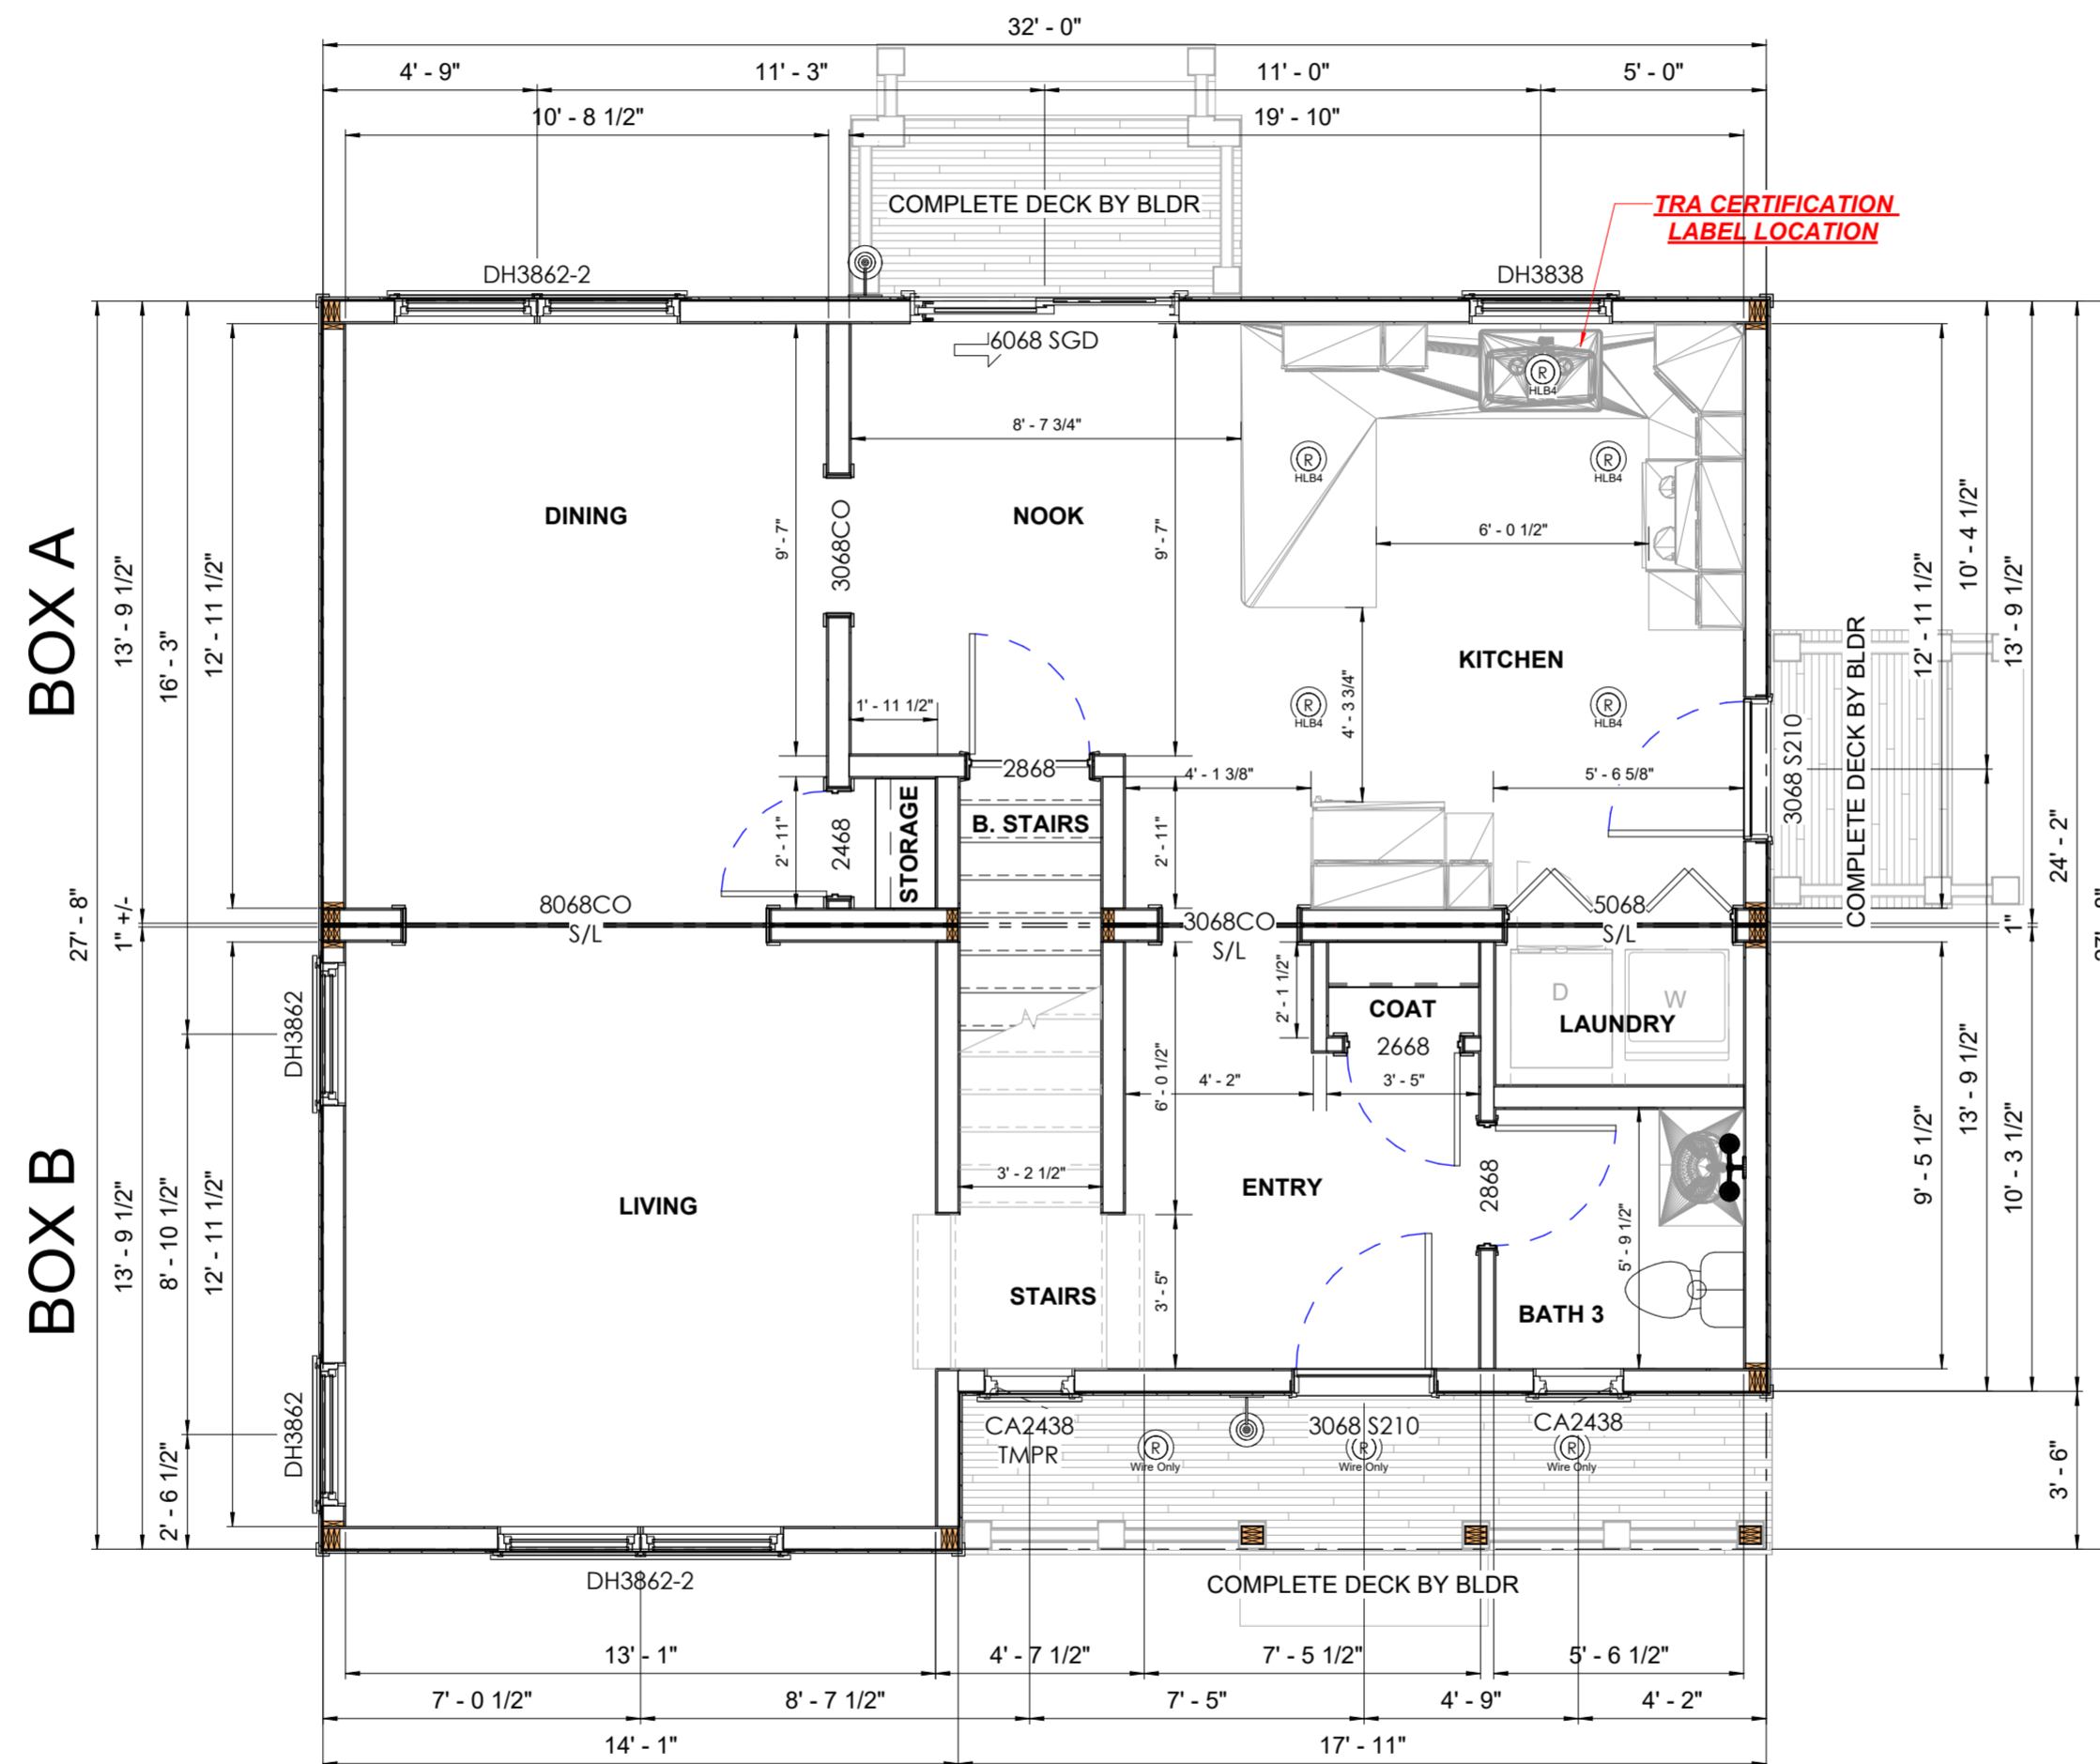 32' - 0"
4' - 9"
11' - 3"
11' - 0"
5' - 0"
10' - 8 1/2"
19' - 10"
COMPLETE DECK BY BLDR
TRA CERTIFICATION
LABEL LOCATION
DH3862-2
DH3838
6068 SGD
R
HLB4
8' - 7 3/4"
R
HLB4
R
HLB4
DINING
NOOK
3068CO
9' - 7"
9' - 7"
6' - 0 1/2"
BOX A
13' - 9 1/2"
16' - 3"
12' - 11 1/2"
12' - 11 1/2"
10' - 4 1/2"
13' - 9 1/2"
KITCHEN
COMPLETE DECK BY BLDR
1' - 11 1/2"
R
HLB4
R
HLB4
4' - 3 3/4"
3068 S210
2868
4' - 1 3/8"
5' - 6 5/8"
B. STAIRS
STORAGE
2468
2' - 11"
2' - 11"
24' - 2"
27' - 8"
1" +/-
8068CO
S/L
3068CO
S/L
5068
S/L
1"
DH3862
2' - 1 1/2"
COAT
2668
D
W
LAUNDRY
6' - 0 1/2"
4' - 2"
3' - 5"
BOX B
13' - 9 1/2"
8' - 10 1/2"
12' - 11 1/2"
LIVING
3' - 2 1/2"
ENTRY
2868
5' - 9 1/2"
9' - 5 1/2"
13' - 9 1/2"
10' - 3 1/2"
STAIRS
3' - 5"
BATH 3
DH3862
2' - 6 1/2"
CA2438
TMPR
3068 S210
CA2438
R
Wire Only
R
Wire Only
R
Wire Only
3' - 6"
DH3862-2
COMPLETE DECK BY BLDR
13' - 1"
4' - 7 1/2"
7' - 5 1/2"
5' - 6 1/2"
7' - 0 1/2"
8' - 7 1/2"
7' - 5"
4' - 9"
4' - 2"
14' - 1"
17' - 11"